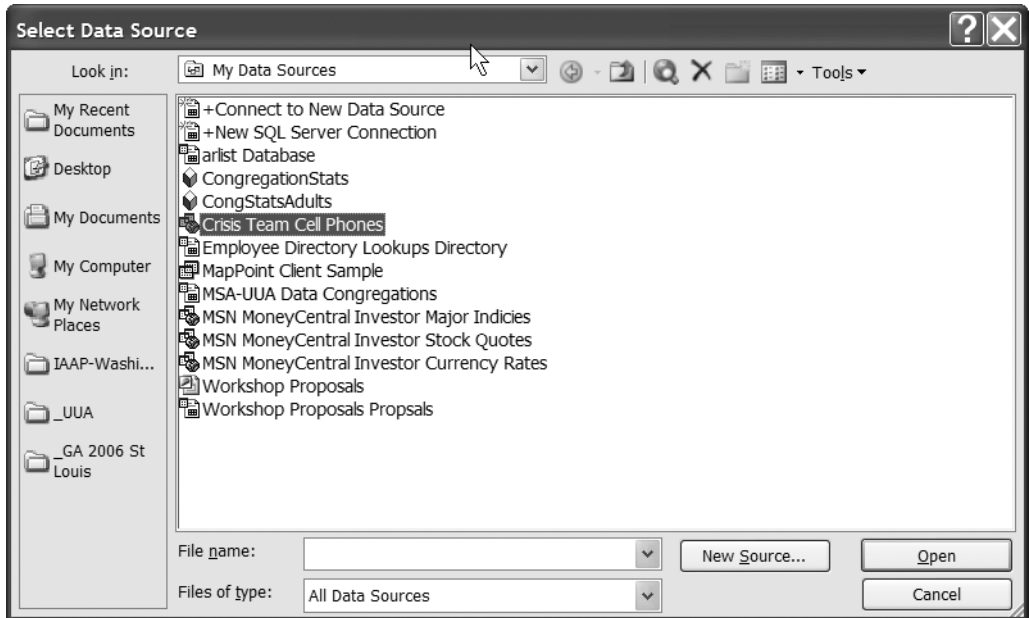 Select Data Source
Look in:
My Data Sources
Tools
My Recent
Documents
Desktop
My Documents
My Computer
My Network
Places
IAAP-Washi...
_UUA
_GA 2006 St
Louis
+Connect to New Data Source
+New SQL Server Connection
arlist Database
CongregationStats
CongStatsAdults
Crisis Team Cell Phones
Employee Directory Lookups Directory
MapPoint Client Sample
MSA-UUA Data Congregations
MSN MoneyCentral Investor Major Indicies
MSN MoneyCentral Investor Stock Quotes
MSN MoneyCentral Investor Currency Rates
Workshop Proposals
Workshop Proposals Propsals
File name:
New Source...
Open
Files of type:
All Data Sources
Cancel